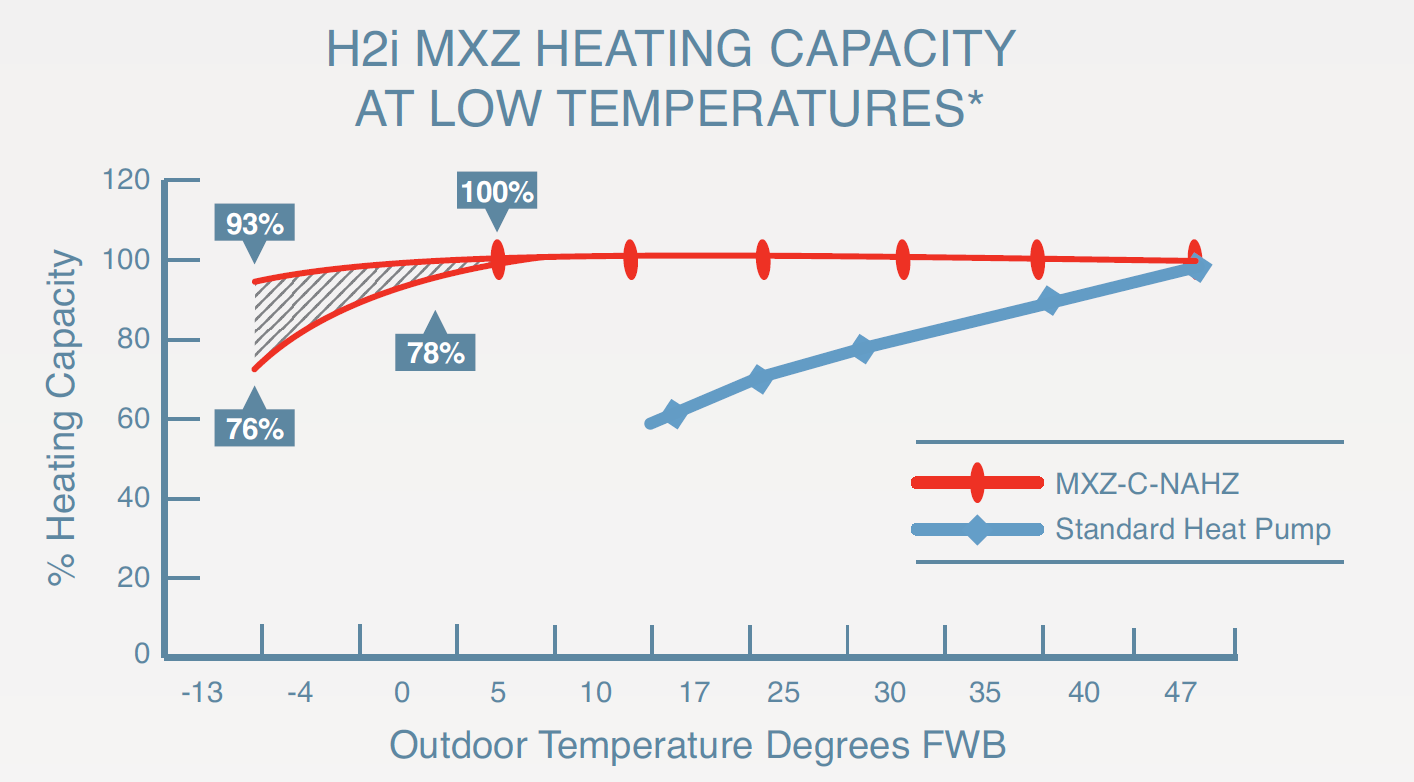 H2i MXZ HEATING CAPACITY
AT LOW TEMPERATURES*
% Heating Capacity
120
100
80
60
40
20
0
93%
100%
78%
76%
MXZ-C-NAHZ
Standard Heat Pump
-13 -4 0 5 10 17 25 30 35 40 47
Outdoor Temperature Degrees FWB